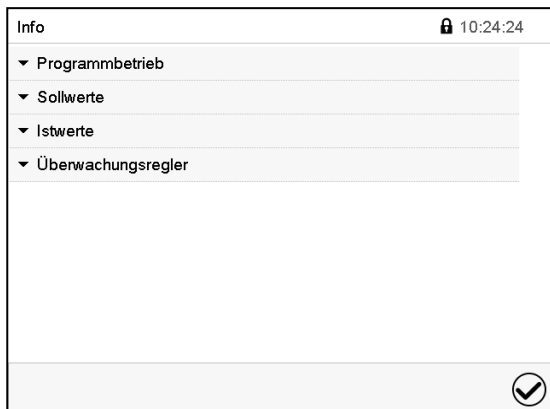 Info 10:24:24
Programmbetrieb
Sollwerte
Istwerte
Überwachungsregler